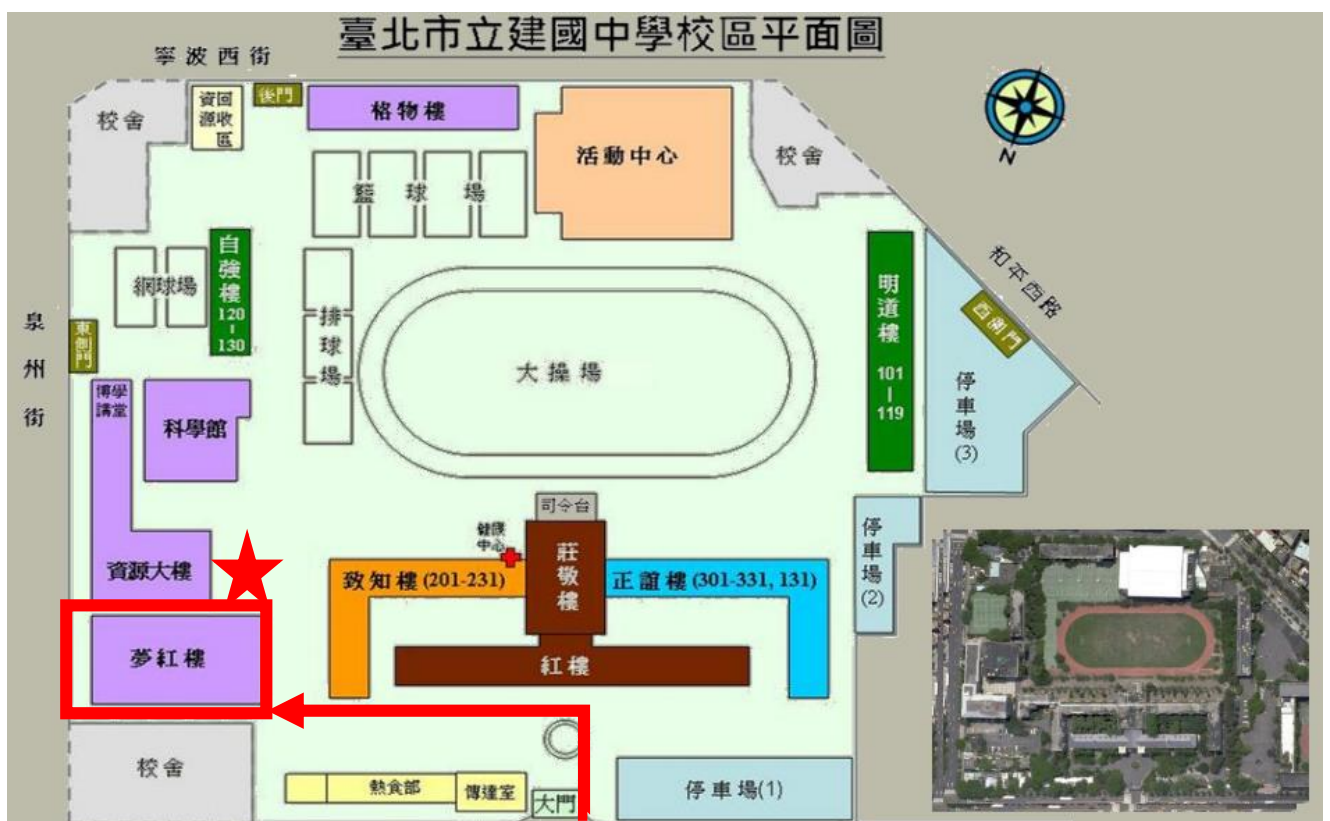 臺北市立建國中學校區平面圖
寧波西街
校舍
資源回收區
後門
格物樓
活動中心
校舍
N
籃球場
自強樓
120
|
130
網球場
排球場
大操場
明道樓
101
|
119
和平西路
西側門
停車場
(3)
泉州街
東側門
博學
講堂
科學館
司令台
健康
中心
莊敬樓
致知樓(201-231)
正誼樓(301-331, 131)
停車場
(2)
資源大樓
夢紅樓
紅樓
校舍
熱食部
傳達室
大門
停車場(1)